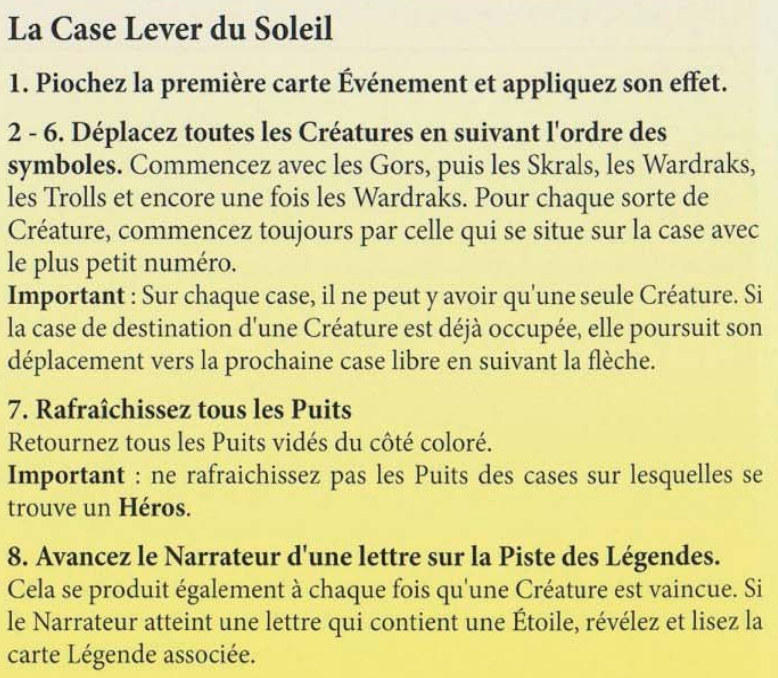 La Case Lever du Soleil
1. Piochez la première carte Événement et appliquez son effet.
2 - 6. Déplacez toutes les Créatures en suivant l'ordre des
symboles. Commencez avec les Gors, puis les Skrals, les Wardraks,
les Trolls et encore une fois les Wardraks. Pour chaque sorte de
Créature, commencez toujours par celle qui se situe sur la case avec
le plus petit numéro.
Important : Sur chaque case, il ne peut y avoir qu'une seule Créature. Si
la case de destination d'une Créature est déjà occupée, elle poursuit son
déplacement vers la prochaine case libre en suivant la flèche.
7. Rafraîchissez tous les Puits
Retournez tous les Puits vidés du côté coloré.
Important : ne rafraichissez pas les Puits des cases sur lesquelles se
trouve un Héros.
8. Avancez le Narrateur d'une lettre sur la Piste des Légendes.
Cela se produit également à chaque fois qu'une Créature est vaincue. Si
le Narrateur atteint une lettre qui contient une Étoile, révélez et lisez la
carte Légende associée.